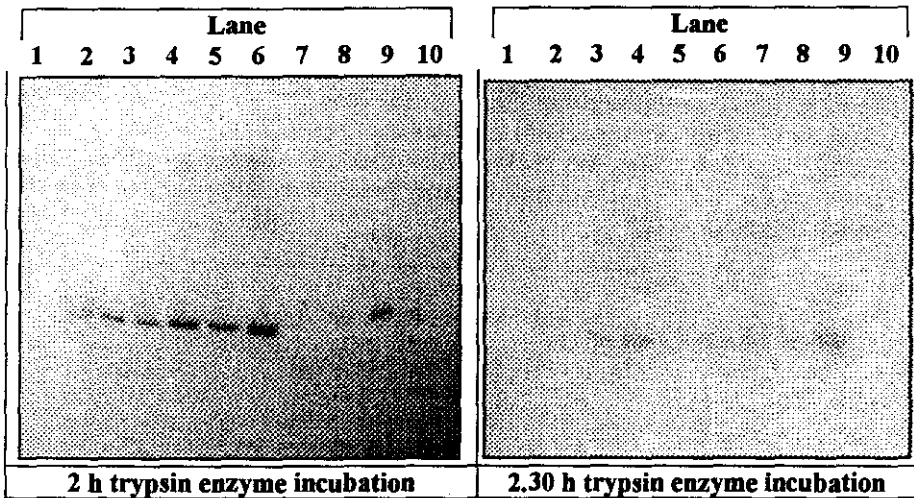 Lane
1 2 3 4 5 6 7 8 9 10
2 h trypsin enzyme incubation
Lane
1 2 3 4 5 6 7 8 9 10
2.30 h trypsin enzyme incubation